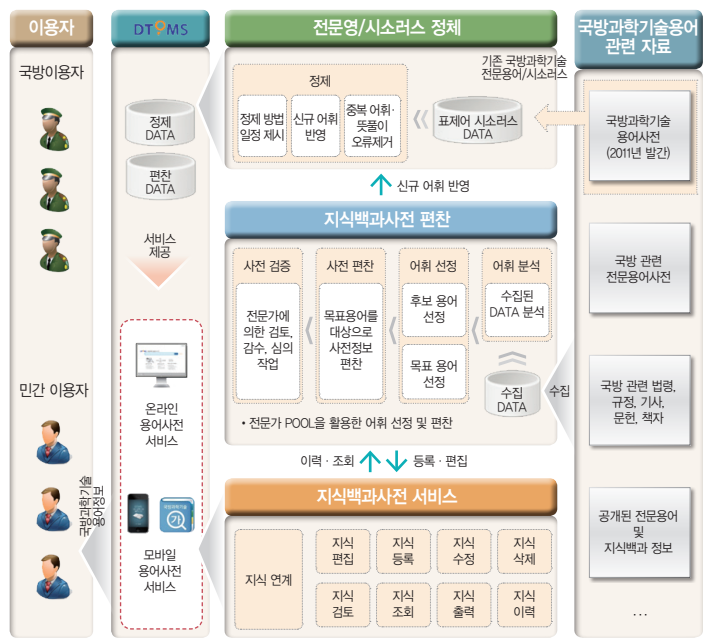 이용자
DTQMS
전문영/시소러스 정체
국방과학기술용어
관련 자료
국방이용자
민간 이용자
국방과학기술
용어정보
정제
DATA
편찬
DATA
서비스
제공
온라인
용어사전
서비스
모바일
용어사전
서비스
국방과학기술
가
기존 국방과학기술
전문용어/시소러스
정제
정제 방법
일정 제시
신규 어휘
반영
중복 어휘·
뜻풀이
오류제거
표제어 시소러스
DATA
신규 어휘 반영
지식백과사전 편찬
사전 검증
전문가에
의한 검토,
감수, 심의
작업
사전 편찬
목표용어를
대상으로
사전정보
편찬
어휘 선정
후보 용어
선정
목표 용어
선정
어휘 분석
수집된
DATA 분석
수집
DATA
수집
• 전문가 POOL을 활용한 어휘 선정 및 편찬
이력 · 조회
등록 · 편집
지식백과사전 서비스
지식 연계
지식
편집
지식
등록
지식
수정
지식
삭제
지식
검토
지식
조회
지식
출력
지식
이력
국방과학기술
용어사전
(2011년 발간)
국방 관련
전문용어사전
국방 관련 법령,
규정, 기사,
문헌, 책자
공개된 전문용어
및
지식백과 정보
...